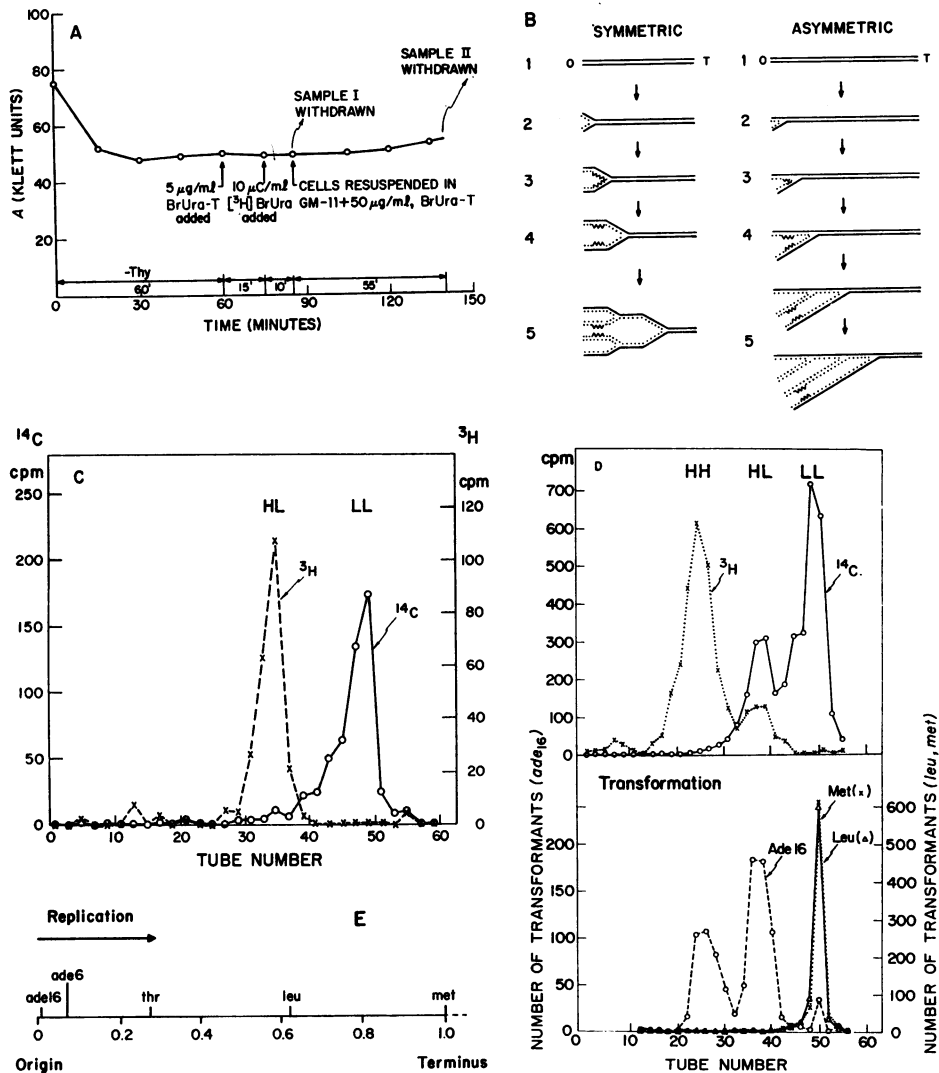 A
A (KLETT UNITS)
100
80
60
40
20
SAMPLE I
WITHDRAWN
SAMPLE II
WITHDRAWN
5 μg/ml
BrUra-T
added
10 μC/ml
[³H] BrUra
added
CELLS RESUSPENDED IN
GM-11+50 μg/ml, BrUra-T
-Thy
60'
15'
10'
55'
0 30 60 90 120 150
TIME (MINUTES)
B
SYMMETRIC
1 O T
2
3
4
5
ASYMMETRIC
1 O T
2
3
4
5
C
¹⁴C
cpm
250
200
150
100
50
0
³H
cpm
120
100
80
60
40
20
0
HL LL
³H
¹⁴C
0 10 20 30 40 50 60
TUBE NUMBER
D
cpm
700
600
500
400
300
200
100
0
HH HL LL
³H
¹⁴C.
Transformation
NUMBER OF TRANSFORMANTS (ade₁₆)
200
150
100
50
0
NUMBER OF TRANSFORMANTS (leu, met)
600
500
400
300
200
100
0
Ade16
Met(x)
Leu(△)
0 10 20 30 40 50 60
TUBE NUMBER
E
Replication
ade16 ade6 thr leu met
0 0.2 0.4 0.6 0.8 1.0
Origin Terminus